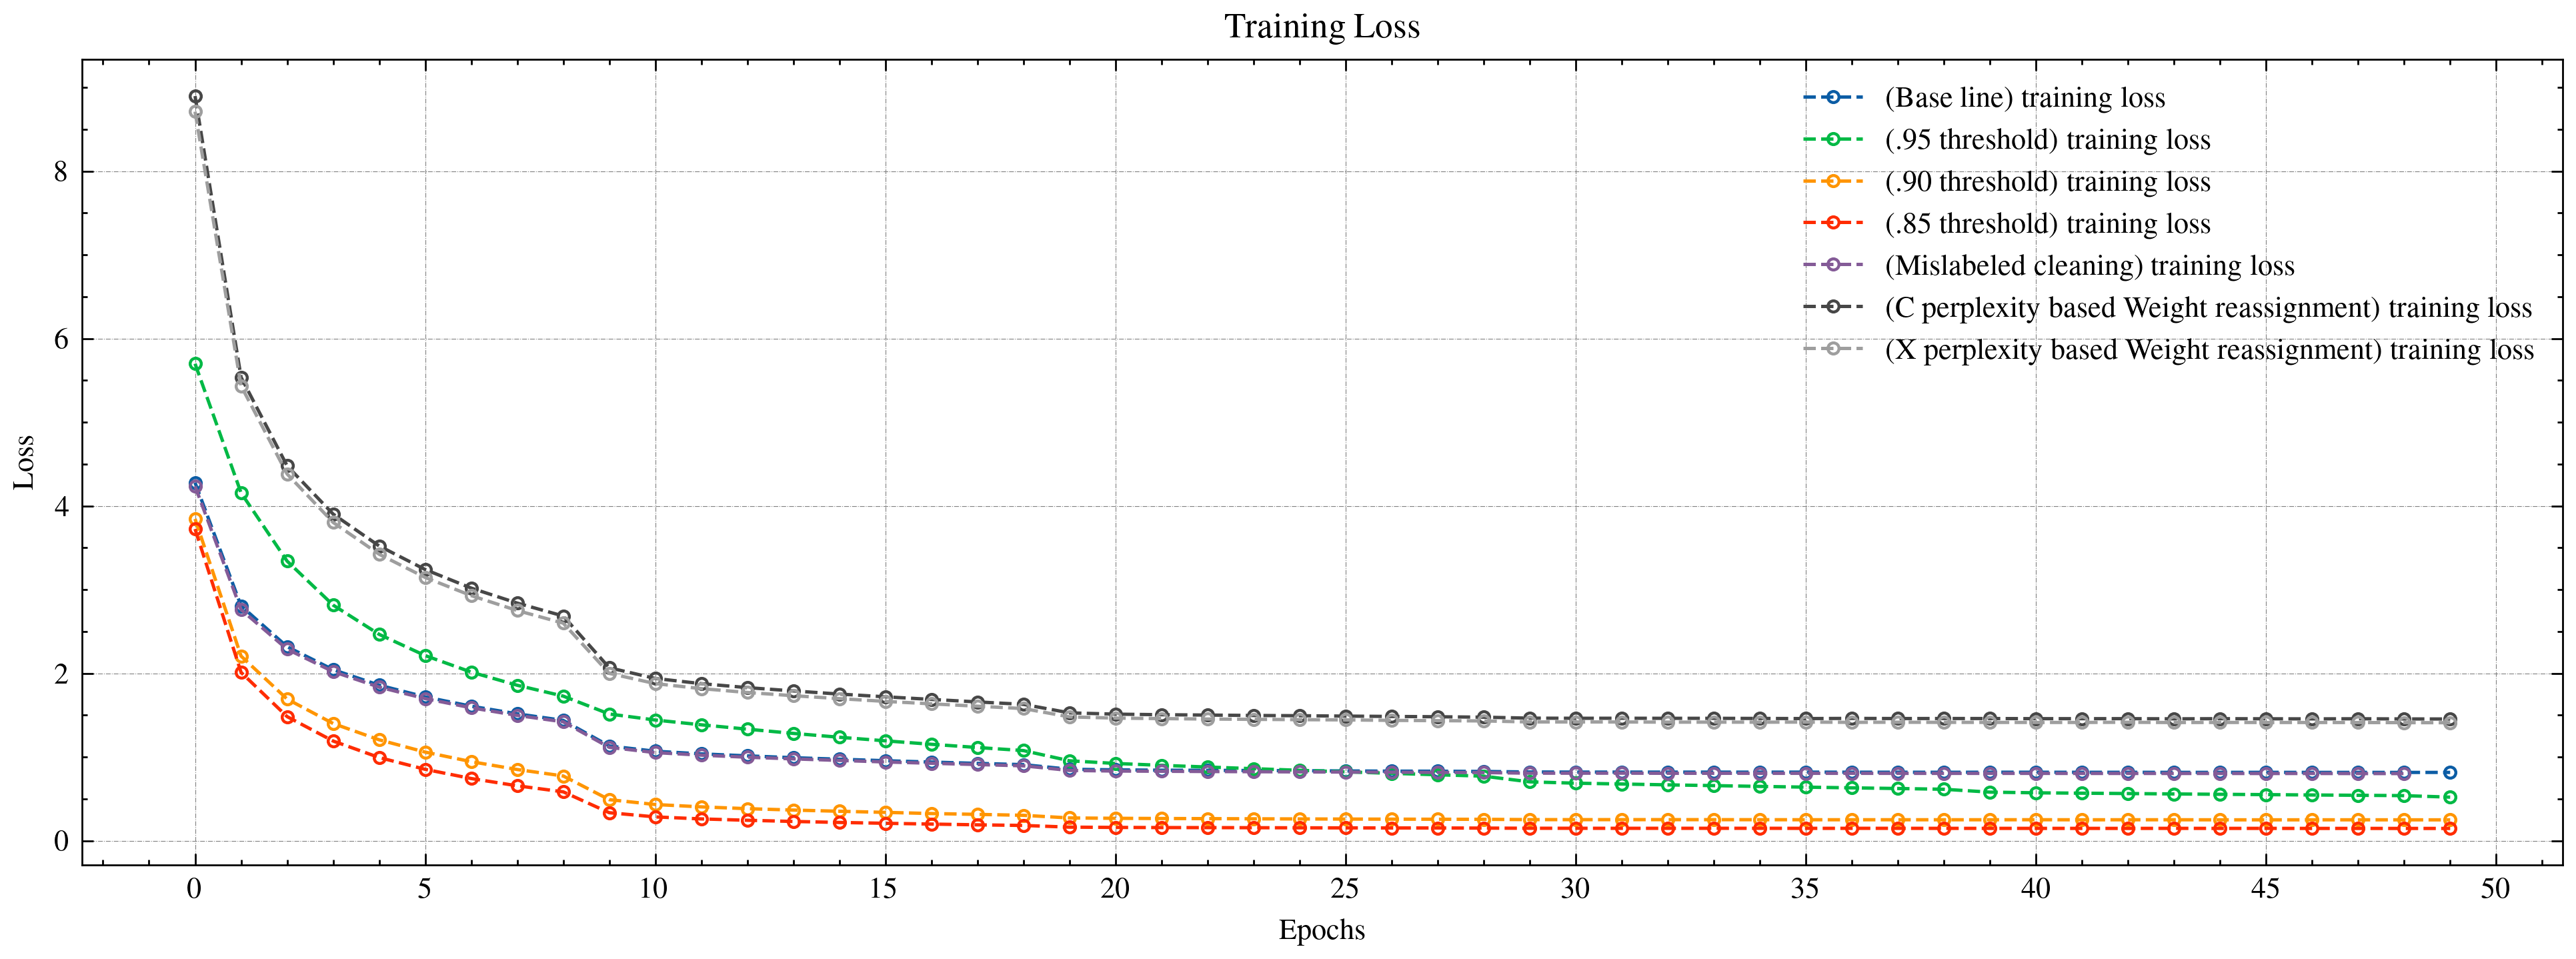 Training Loss
(Base line) training loss
(.95 threshold) training loss
(.90 threshold) training loss
(.85 threshold) training loss
(Mislabeled cleaning) training loss
(C perplexity based Weight reassignment) training loss
(X perplexity based Weight reassignment) training loss
8
6
4
2
0
Loss
0 5 10 15 20 25 30 35 40 45 50
Epochs